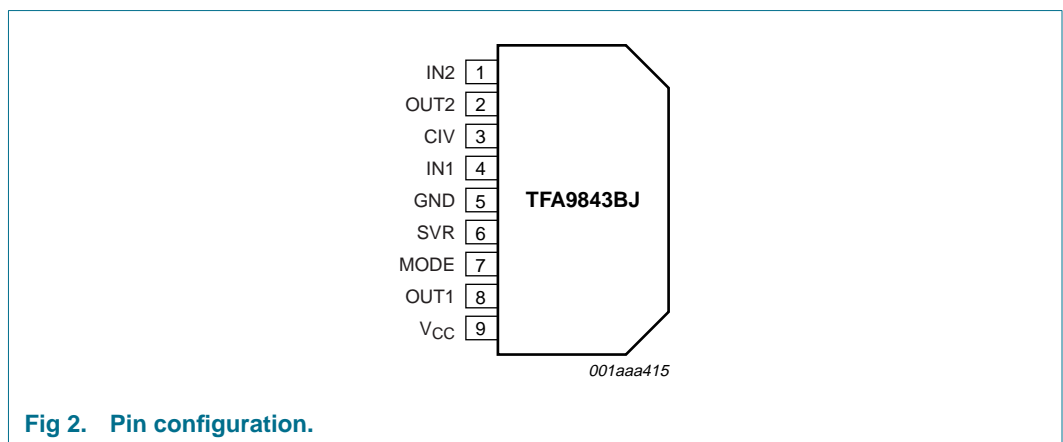 IN2 1
OUT2 2
CIV 3
IN1 4
GND 5
SVR 6
MODE 7
OUT1 8
VCC 9
TFA9843BJ
001aaa415
Fig 2. Pin configuration.